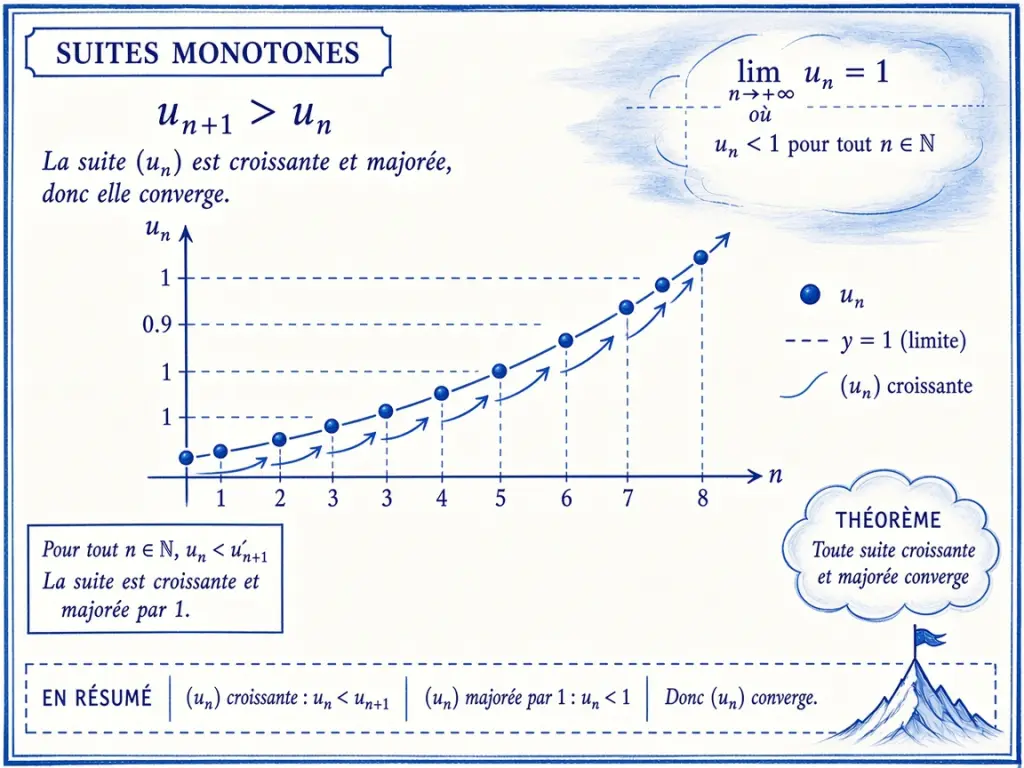 SUITES MONOTONES
uₙ₊₁ > uₙ
La suite (uₙ) est croissante et majorée,
donc elle converge.
lim uₙ = 1
n→+∞
où
uₙ < 1 pour tout n ∈ ℕ
uₙ
1
0.9
1
1
1 2 3 3 4 5 6 7 8 n
uₙ
y = 1 (limite)
(uₙ) croissante
Pour tout n ∈ ℕ, uₙ < u′ₙ₊₁
La suite est croissante et
majorée par 1.
THÉORÈME
Toute suite croissante
et majorée converge
EN RÉSUMÉ | (uₙ) croissante : uₙ < uₙ₊₁ | (uₙ) majorée par 1 : uₙ < 1 | Donc (uₙ) converge.